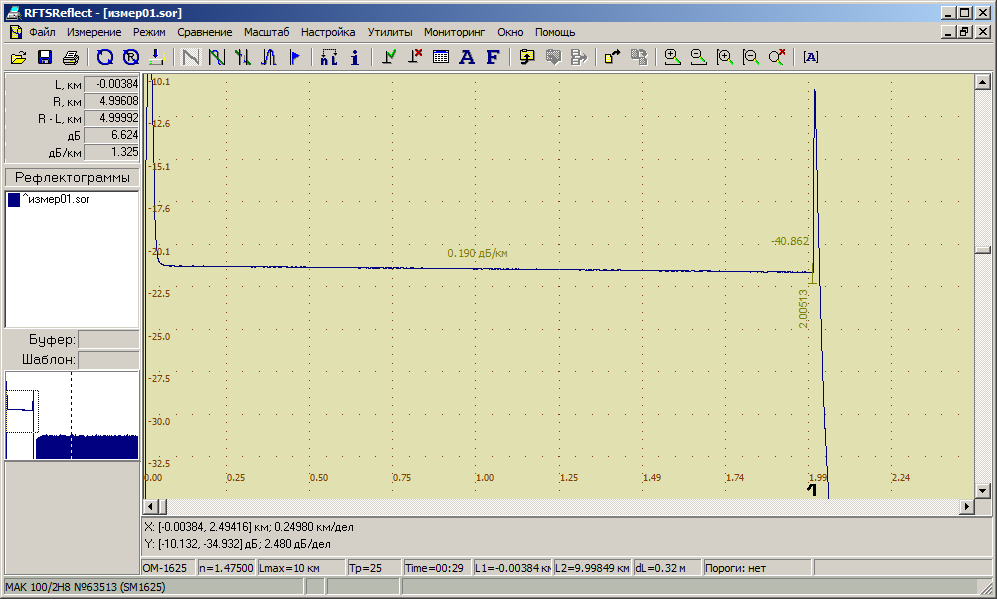 RFTSReflect - [измер01.sor]
Файл Измерение Режим Сравнение Масштаб Настройка Утилиты Мониторинг Окно Помощь
L, км -0.00384
R, км 4.99608
R - L, км 4.99992
дБ 6.624
дБ/км 1.325
Рефлектограммы
^измер01.sor
Буфер:
Шаблон:
-10.1
-12.6
-15.1
-17.6
-20.1
-22.5
-25.0
-27.5
-30.0
-32.5
0.190 дБ/км
-40.862
2.00513
0.00 0.25 0.50 0.75 1.00 1.25 1.49 1.74 1.99 2.24
1
X: [-0.00384, 2.49416] км; 0.24980 км/дел
Y: [-10.132, -34.932] дБ; 2.480 дБ/дел
OM-1625 n=1.47500 Lmax=10 км Tp=25 Time=00:29 L1=-0.00384 км L2=9.99849 км dL=0.32 м Пороги: нет
МАК 100/2Н8 №63513 (SM1625)